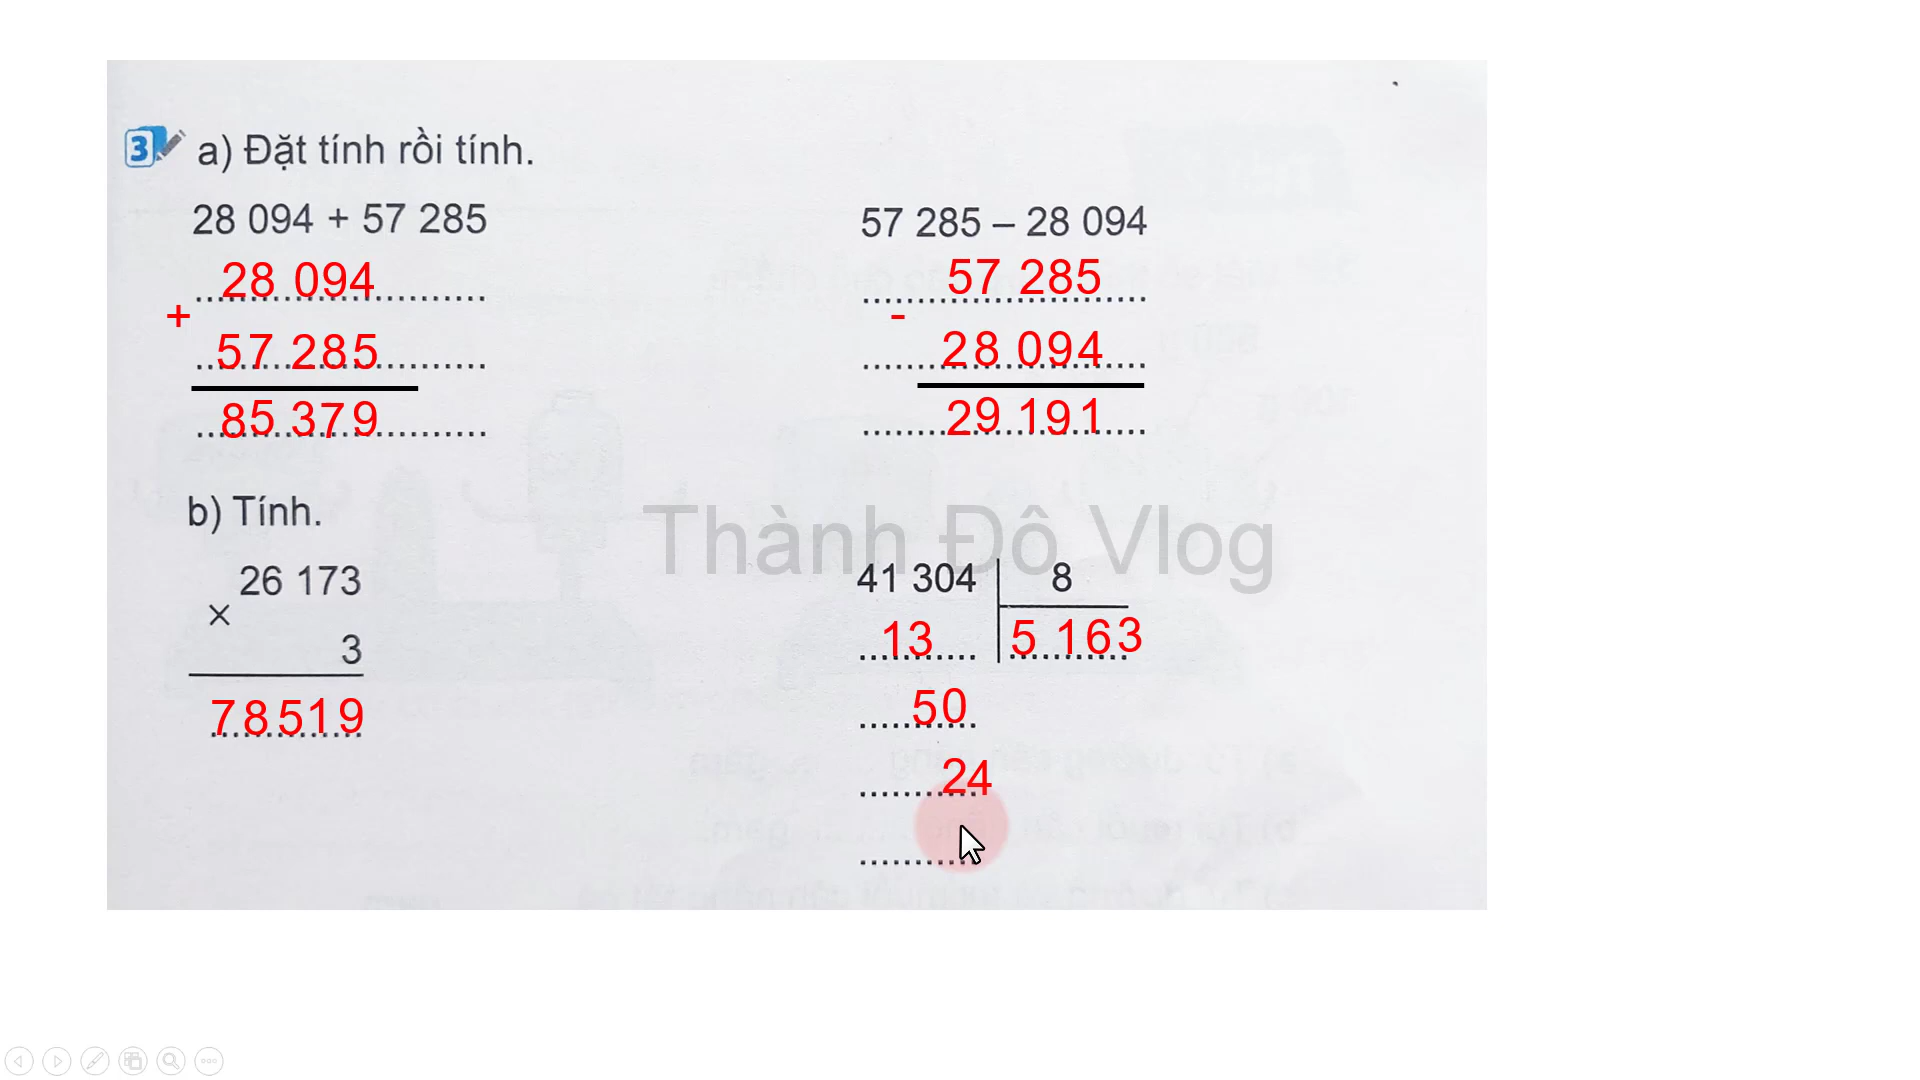 3 a) Đặt tính rồi tính.
28 094 + 57 285
57 285 – 28 094
28 094
+
57 285
85 379
57 285
-
28 094
29 191
b) Tính.
Thành Đô Vlog
26 173
×
3
78519
41 304 8
13 5 163
50
24